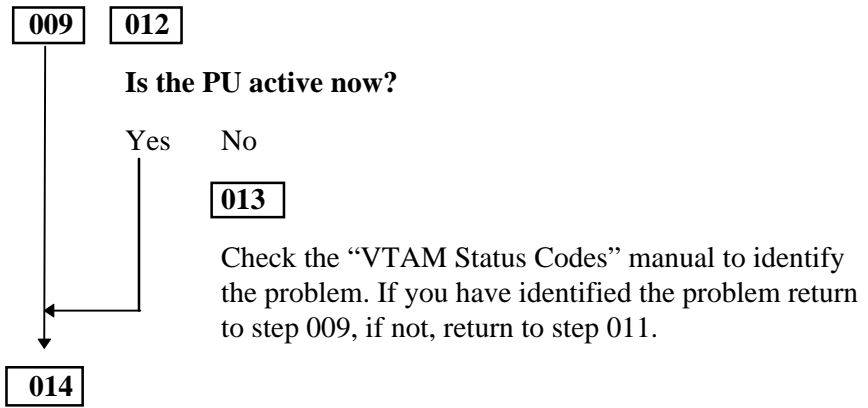 009 012
Is the PU active now?
Yes No
013
Check the “VTAM Status Codes” manual to identify
the problem. If you have identified the problem return
to step 009, if not, return to step 011.
014